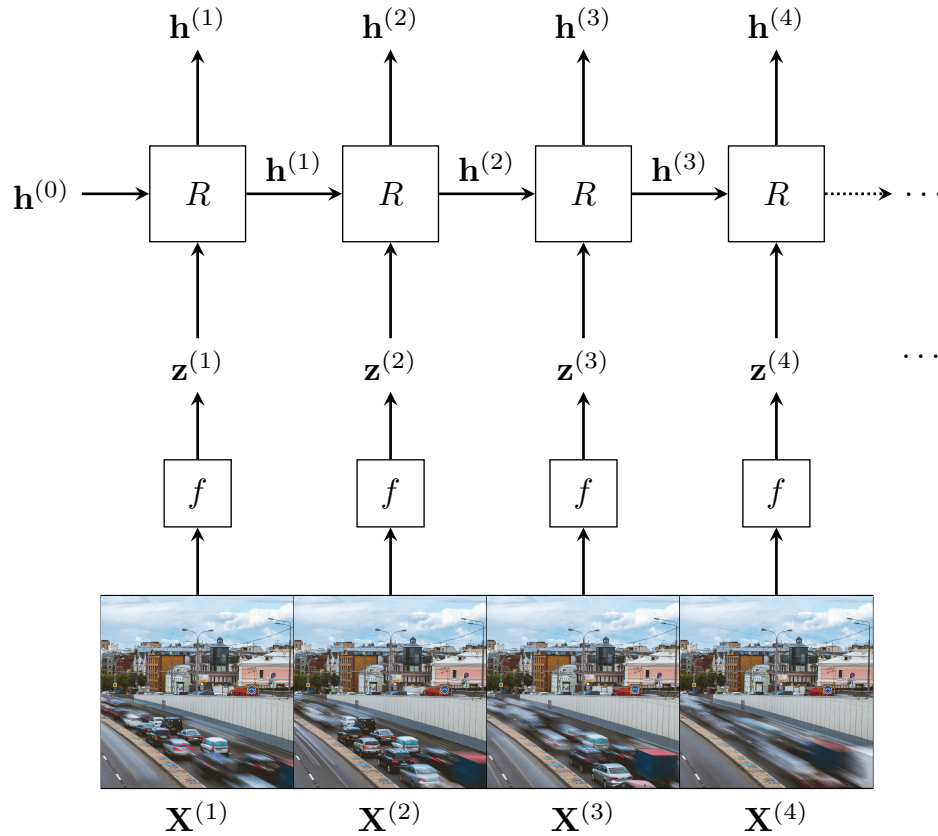 h^(1) h^(2) h^(3) h^(4)
h^(1) h^(2) h^(3)
h^(0) R R R R ...
z^(1) z^(2) z^(3) z^(4) ...
f f f f
X^(1) X^(2) X^(3) X^(4)